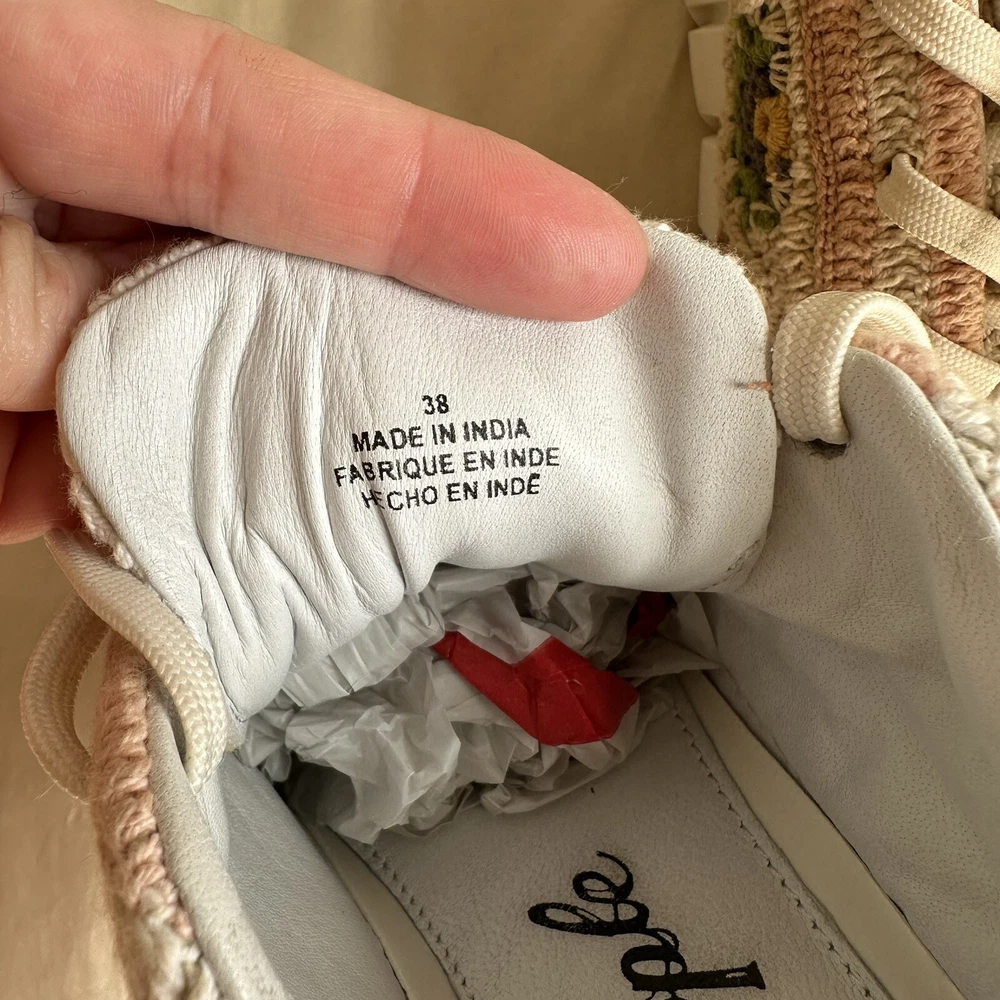 38
MADE IN INDIA
FABRIQUE EN INDE
HECHO EN INDE